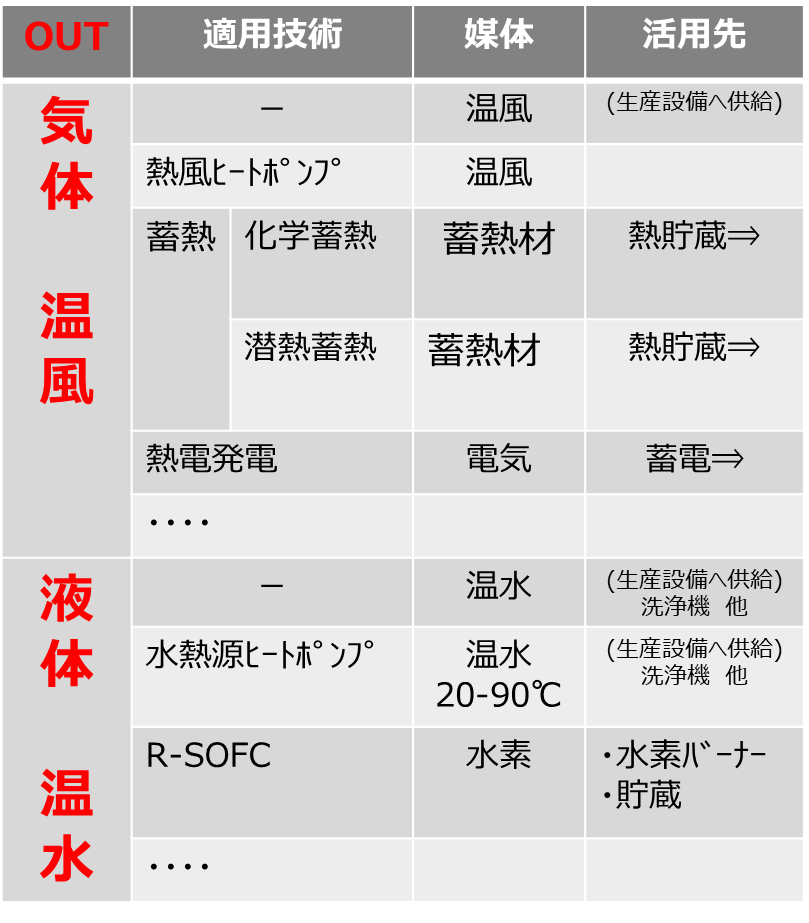 OUT 適用技術 媒体 活用先
気体 温風
－ 温風 (生産設備へ供給)
熱風ﾋｰﾄﾎﾟﾝﾌﾟ 温風
蓄熱 化学蓄熱 蓄熱材 熱貯蔵⇒
潜熱蓄熱 蓄熱材 熱貯蔵⇒
熱電発電 電気 蓄電⇒
････
液体 温水
－ 温水 (生産設備へ供給)
洗浄機 他
水熱源ﾋｰﾄﾎﾟﾝﾌﾟ 温水 (生産設備へ供給)
20-90℃ 洗浄機 他
R-SOFC 水素 ･水素ﾊﾞｰﾅｰ
･貯蔵
････